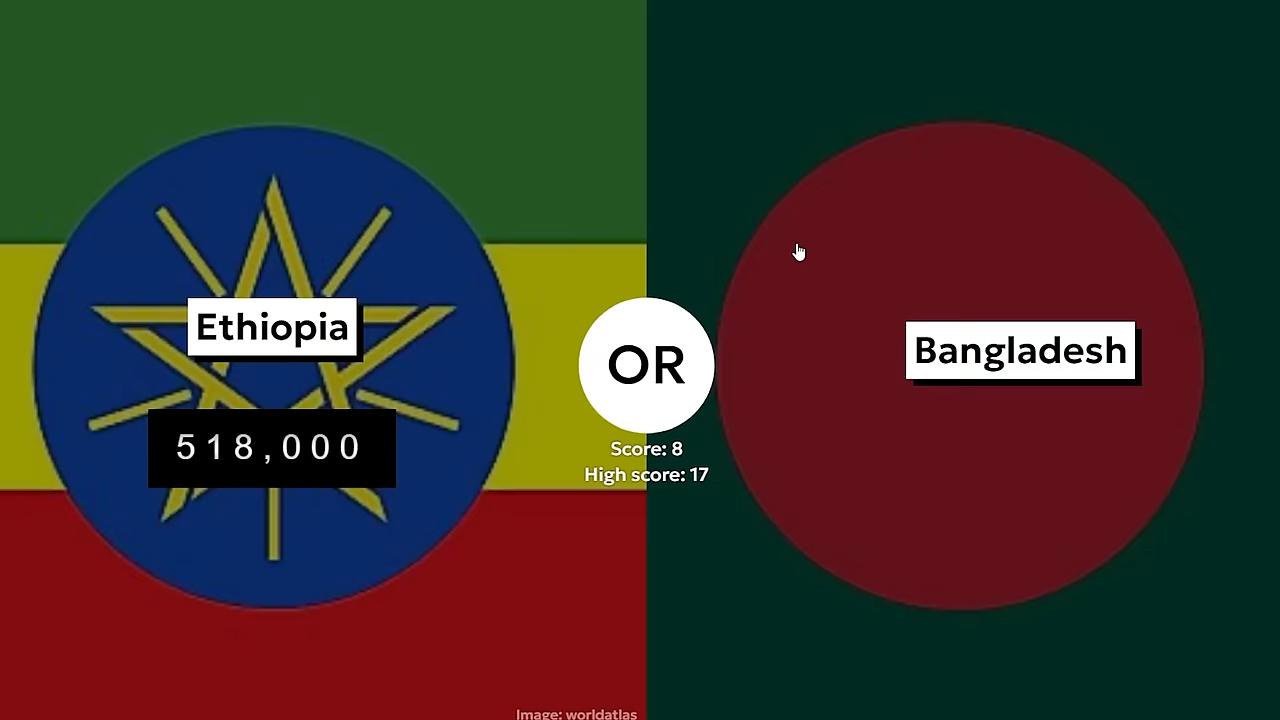 Ethiopia
518,000
OR
Score: 8
High score: 17
Bangladesh
Image: worldatlas